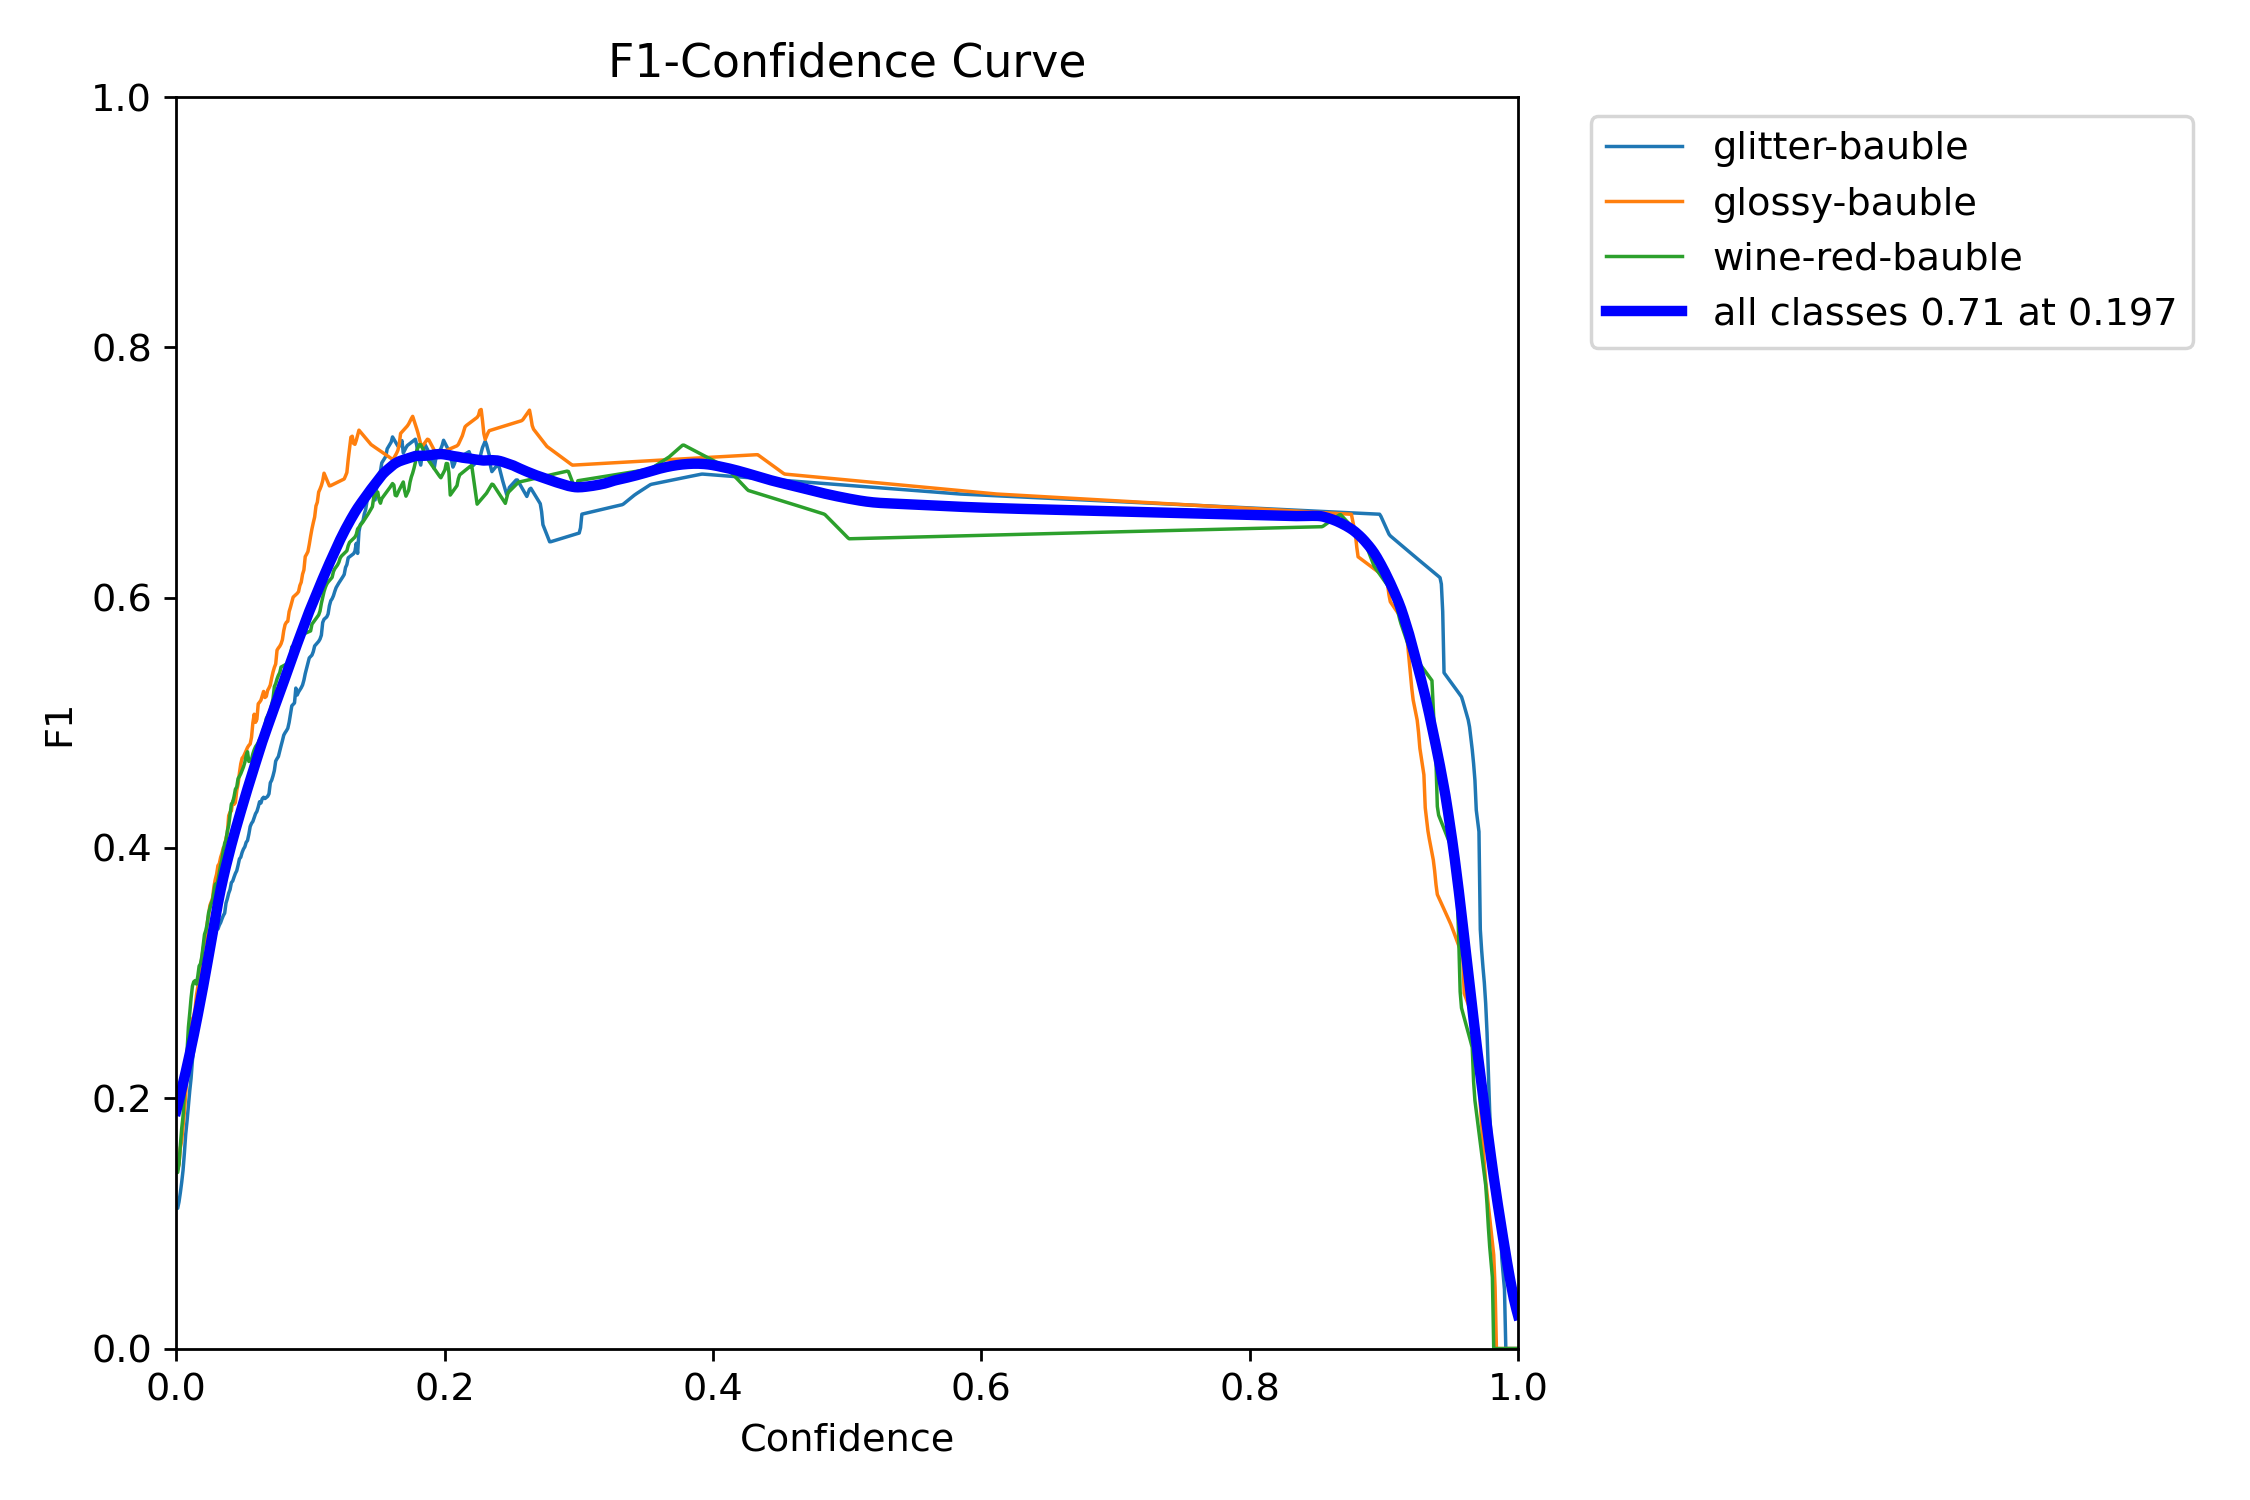 F1-Confidence Curve
1.0
0.8
0.6
0.4
0.2
0.0
F1
0.0 0.2 0.4 0.6 0.8 1.0
Confidence
glitter-bauble
glossy-bauble
wine-red-bauble
all classes 0.71 at 0.197